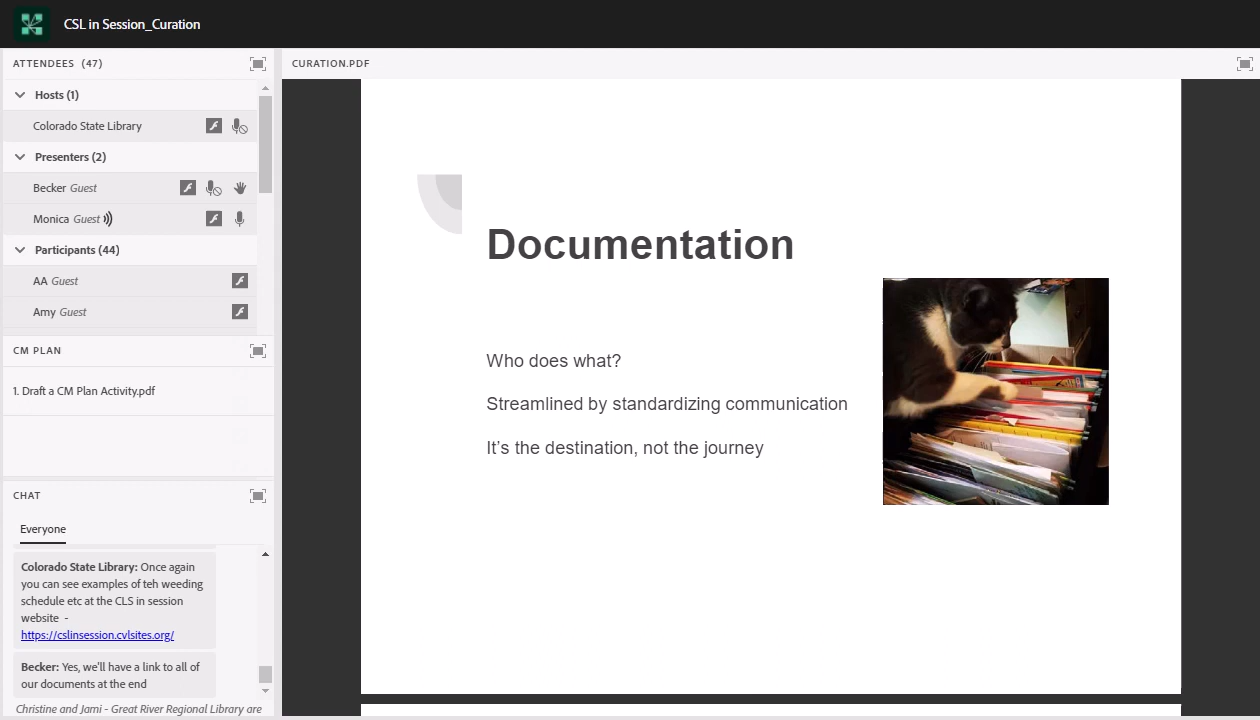 CSL in Session_Curation
ATTENDEES (47)
Hosts (1)
Colorado State Library
Presenters (2)
Becker Guest
Monica Guest
Participants (44)
AA Guest
Amy Guest
CM PLAN
1. Draft a CM Plan Activity.pdf
CHAT
Everyone
Colorado State Library: Once again
you can see examples of teh weeding
schedule etc at the CLS in session
website -
https://cslinsession.cvlsites.org/
Becker: Yes, we'll have a link to all of
our documents at the end
Christine and Jami - Great River Regional Library are
CURATION.PDF
Documentation
Who does what?
Streamlined by standardizing communication
It's the destination, not the journey